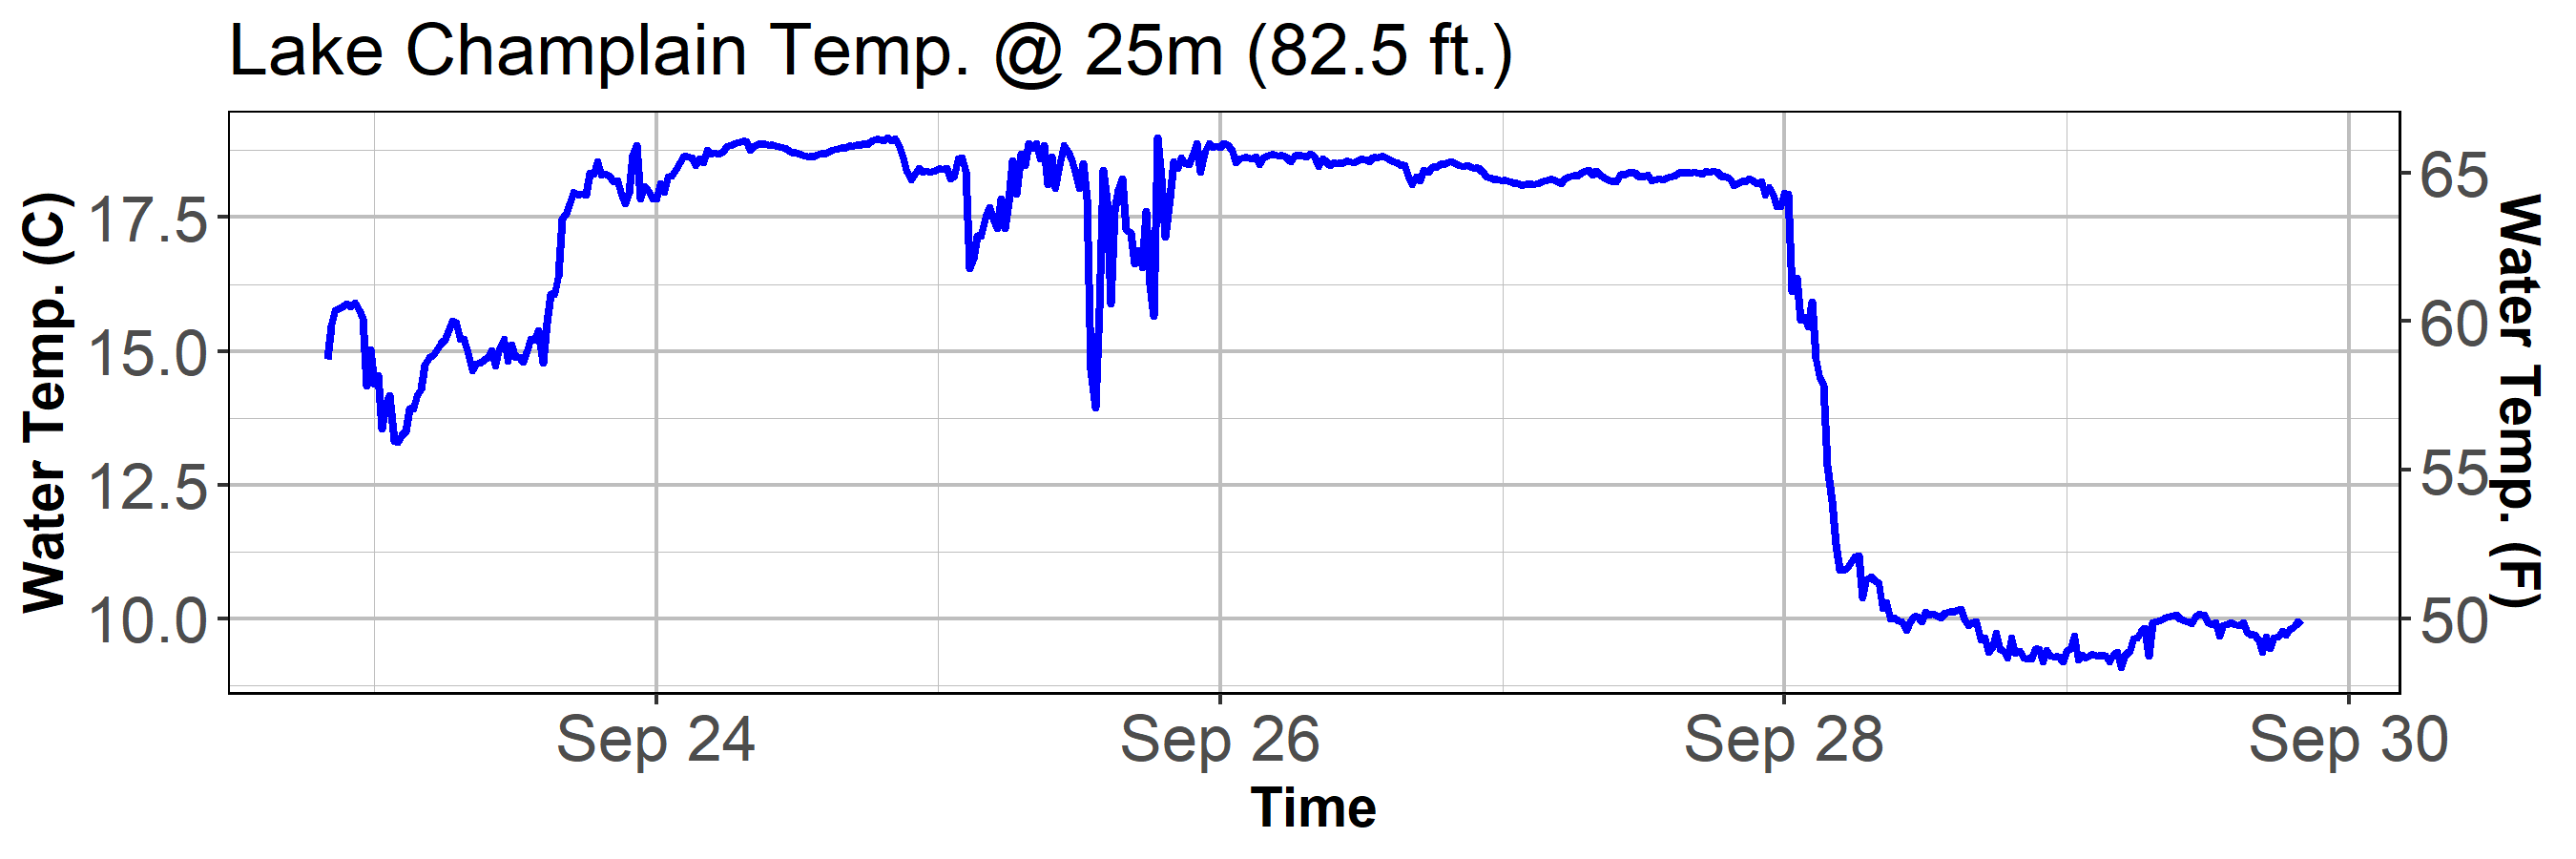 Lake Champlain Temp. @ 25m (82.5 ft.)
Water Temp. (C)
17.5
15.0
12.5
10.0
65
60
55
50
Water Temp. (F)
Sep 24
Sep 26
Sep 28
Sep 30
Time